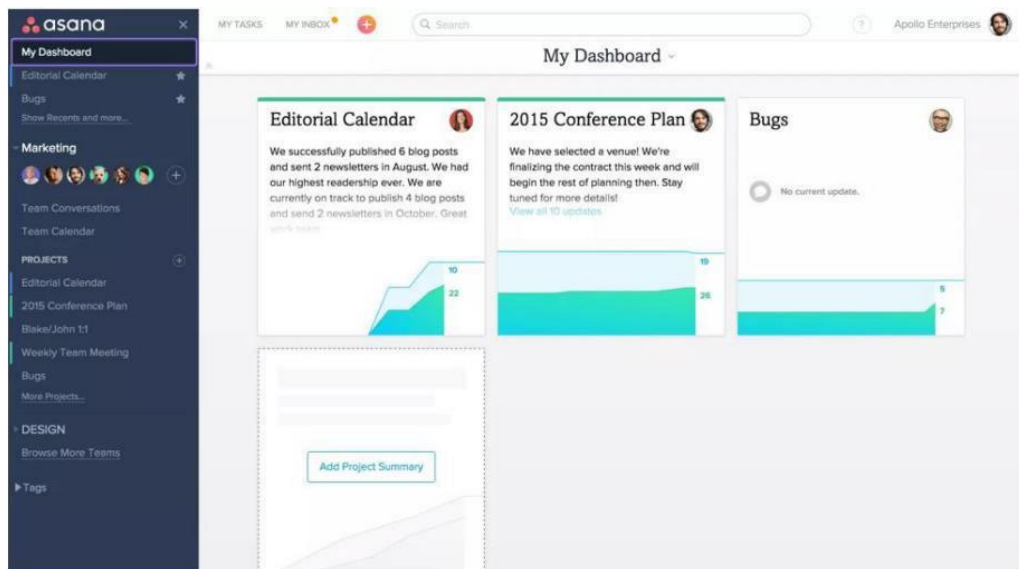 asana
×
My Dashboard
Editorial Calendar
Bugs
Show Recents and more...
Marketing
Team Conversations
Team Calendar
PROJECTS
Editorial Calendar
2015 Conference Plan
Blake/John 1:1
Weekly Team Meeting
Bugs
More Projects...
DESIGN
Browse More Teams
Tags
MY TASKS
MY INBOX
+
Search
?
Apollo Enterprises
My Dashboard
Editorial Calendar
We successfully published 6 blog posts
and sent 2 newsletters in August. We had
our highest readership ever. We are
currently on track to publish 4 blog posts
and send 2 newsletters in October. Great
work team
10
22
2015 Conference Plan
We have selected a venue! We're
finalizing the contract this week and will
begin the rest of planning then. Stay
tuned for more details!
View all 10 updates
19
26
Bugs
No current update.
5
7
Add Project Summary